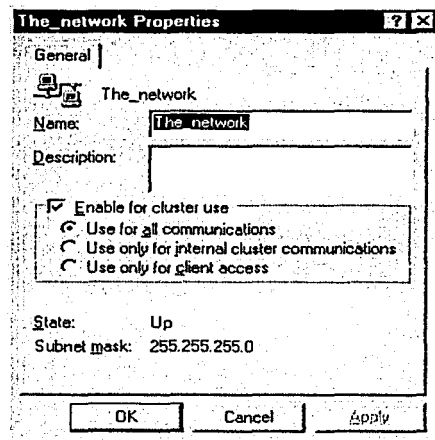 The_network Properties ? ×
General
The_network
Name: The_network
Description:
Enable for cluster use
Use for all communications
Use only for internal cluster communications
Use only for client access
State: Up
Subnet mask: 255.255.255.0
OK Cancel Apply